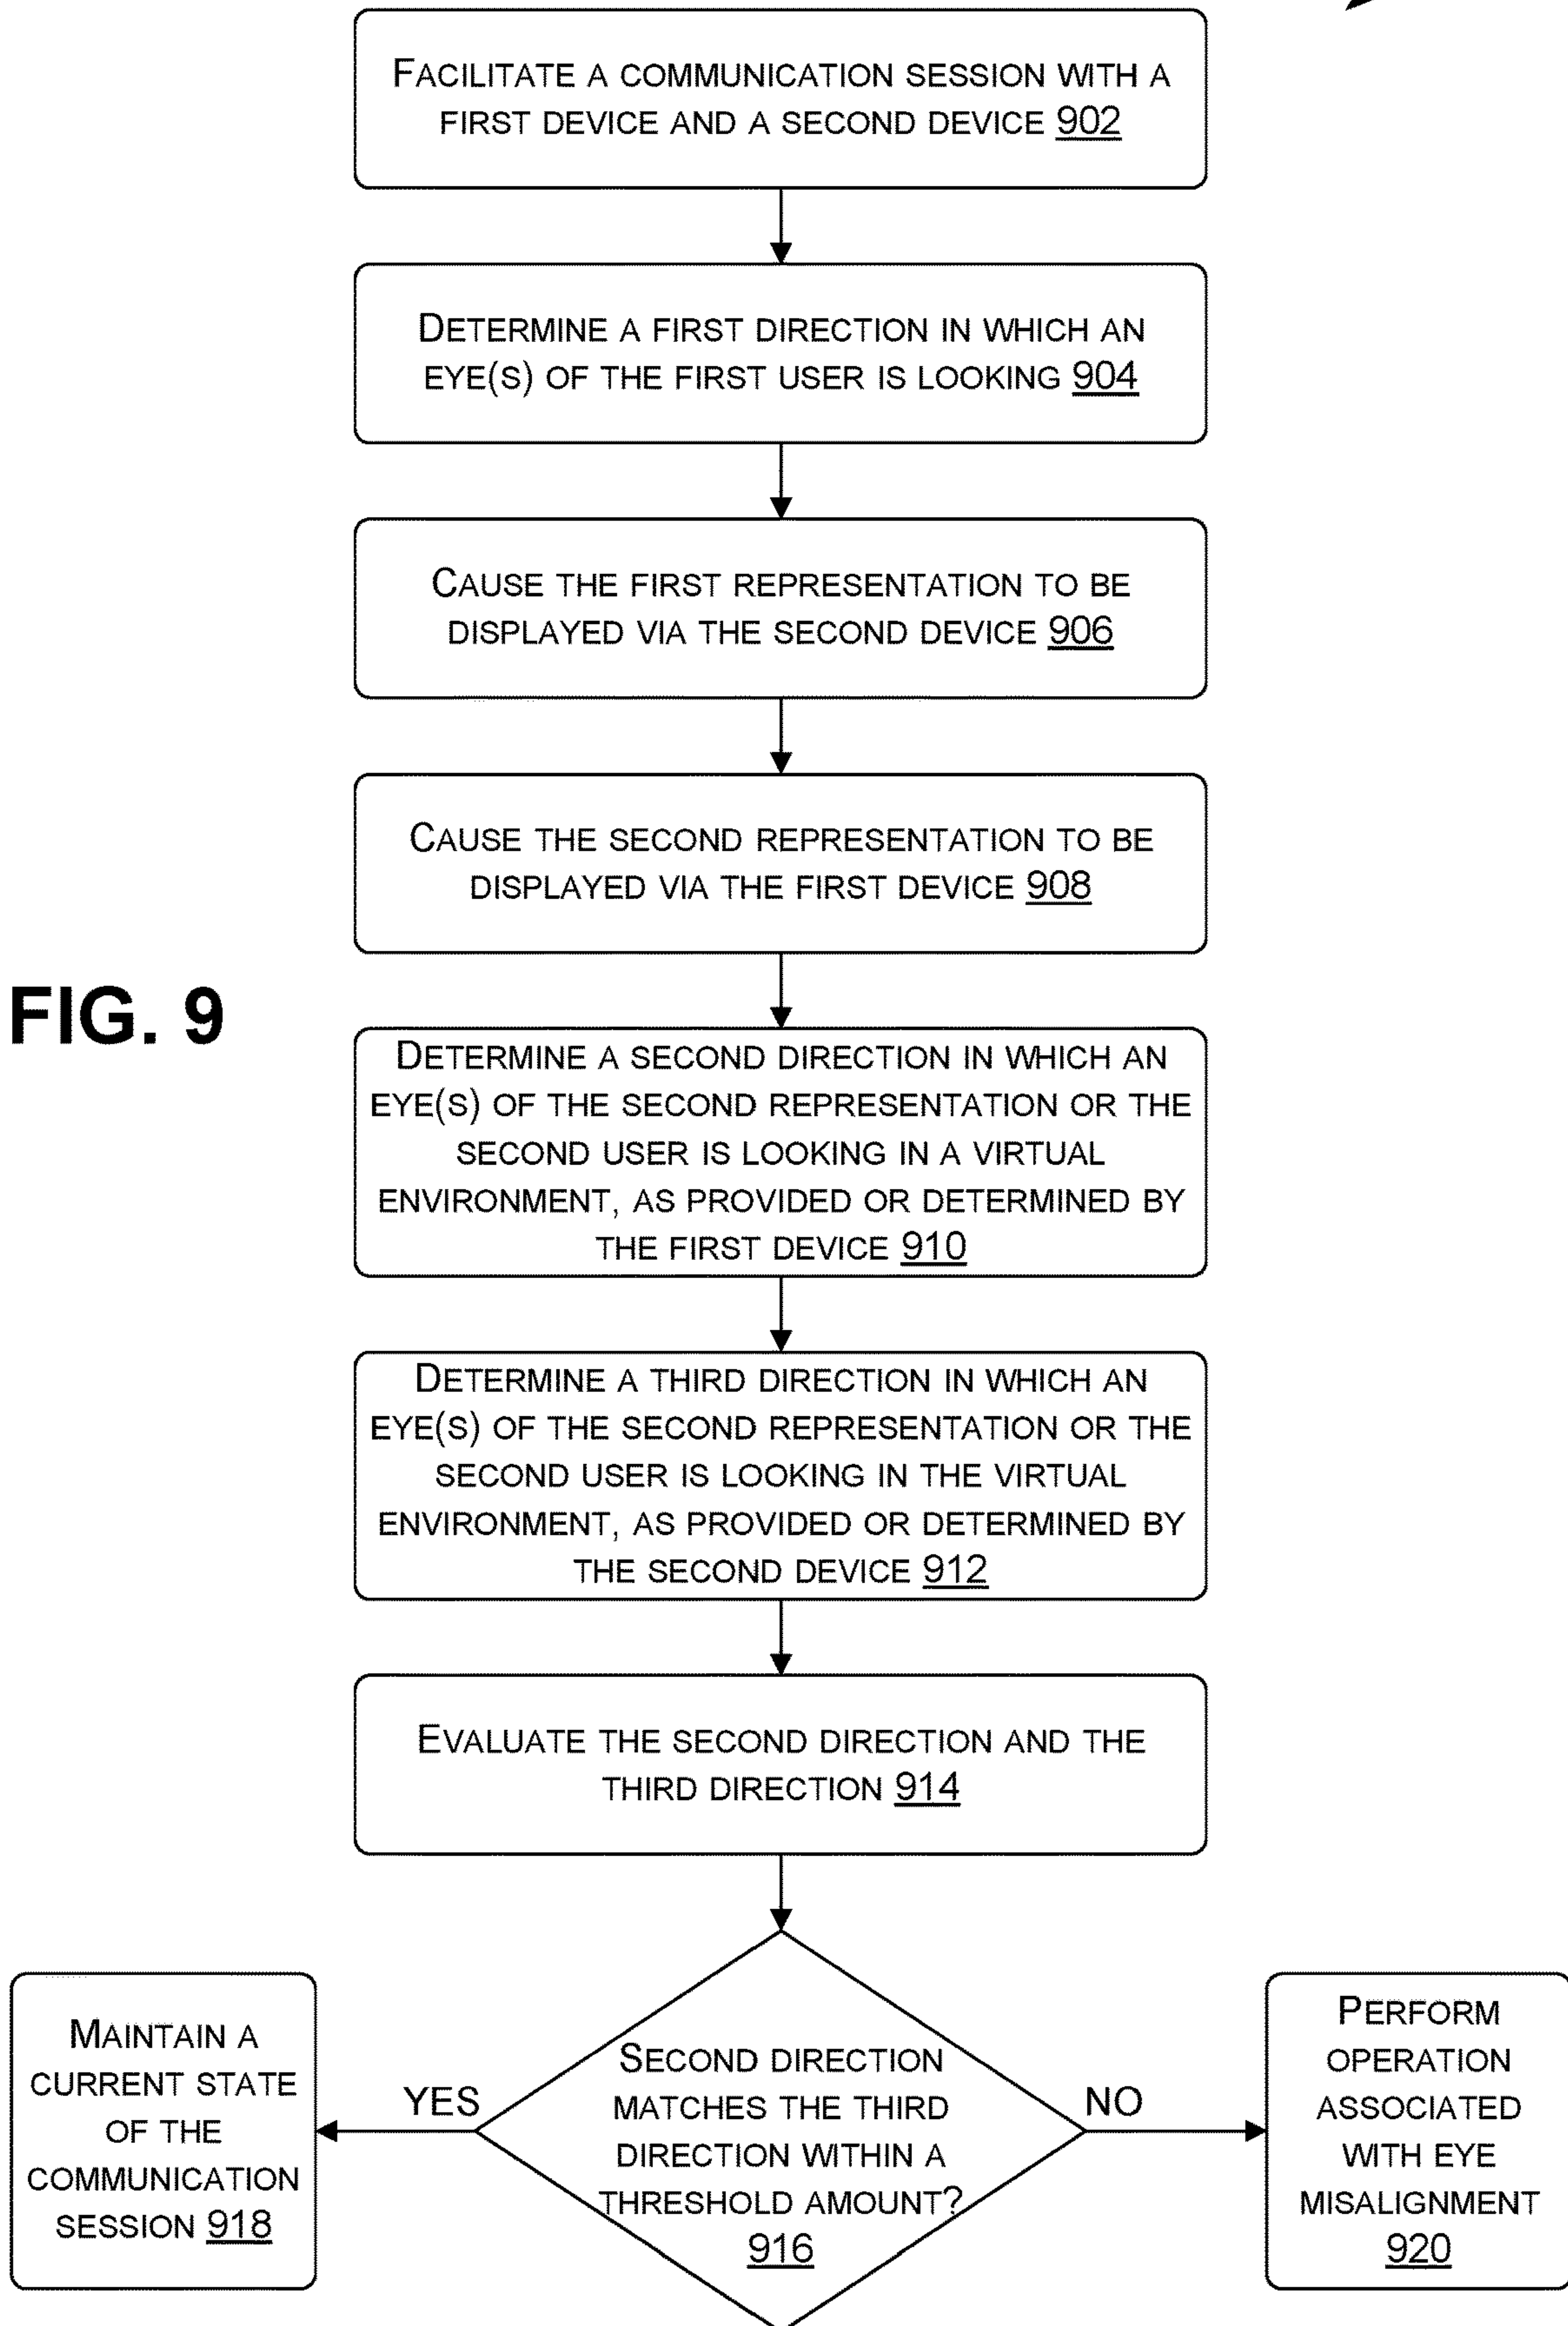 FACILITATE A COMMUNICATION SESSION WITH A
FIRST DEVICE AND A SECOND DEVICE 902
DETERMINE A FIRST DIRECTION IN WHICH AN
EYE(S) OF THE FIRST USER IS LOOKING 904
CAUSE THE FIRST REPRESENTATION TO BE
DISPLAYED VIA THE SECOND DEVICE 906
CAUSE THE SECOND REPRESENTATION TO BE
DISPLAYED VIA THE FIRST DEVICE 908
FIG. 9
DETERMINE A SECOND DIRECTION IN WHICH AN
EYE(S) OF THE SECOND REPRESENTATION OR THE
SECOND USER IS LOOKING IN A VIRTUAL
ENVIRONMENT, AS PROVIDED OR DETERMINED BY
THE FIRST DEVICE 910
DETERMINE A THIRD DIRECTION IN WHICH AN
EYE(S) OF THE SECOND REPRESENTATION OR THE
SECOND USER IS LOOKING IN THE VIRTUAL
ENVIRONMENT, AS PROVIDED OR DETERMINED BY
THE SECOND DEVICE 912
EVALUATE THE SECOND DIRECTION AND THE
THIRD DIRECTION 914
MAINTAIN A
CURRENT STATE
OF THE
COMMUNICATION
SESSION 918
YES
SECOND DIRECTION
MATCHES THE THIRD
DIRECTION WITHIN A
THRESHOLD AMOUNT?
916
NO
PERFORM
OPERATION
ASSOCIATED
WITH EYE
MISALIGNMENT
920